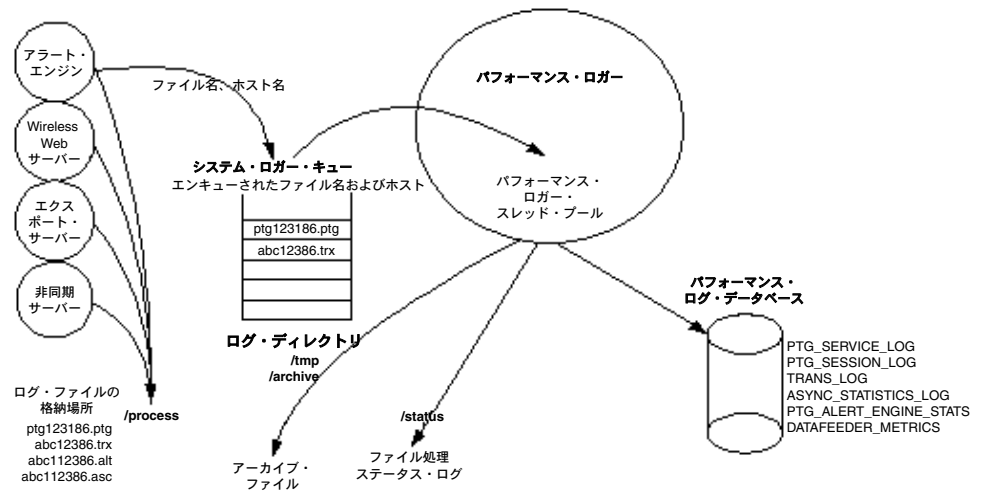 アラート・
エンジン
Wireless
Web
サーバー
エクス
ポート・
サーバー
非同期
サーバー
ログ・ファイルの
格納場所
ptg123186.ptg
abc12386.trx
abc112386.alt
abc112386.asc
/process
ファイル名、ホスト名
システム・ロガー・キュー
エンキューされたファイル名およびホスト
ptg123186.ptg
abc12386.trx
ログ・ディレクトリ
/tmp
/archive
アーカイブ・
ファイル
/status
ファイル処理
ステータス・ログ
パフォーマンス・ロガー
パフォーマンス・
ロガー・
スレッド・プール
パフォーマンス・
ログ・データベース
PTG_SERVICE_LOG
PTG_SESSION_LOG
TRANS_LOG
ASYNC_STATISTICS_LOG
PTG_ALERT_ENGINE_STATS
DATAFEEDER_METRICS